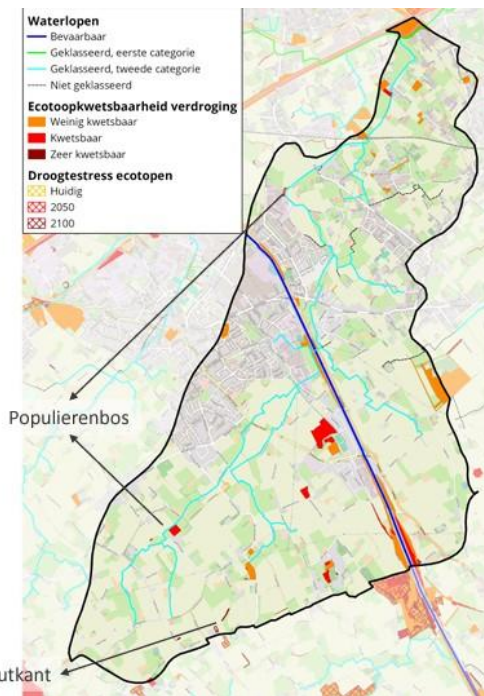 Waterlopen
Bevaarbaar
Geklasseerd, eerste categorie
Geklasseerd, tweede categorie
Niet geklasseerd
Ecotoopkwetsbaarheid verdroging
Weinig kwetsbaar
Kwetsbaar
Zeer kwetsbaar
Droogtestress ecotopen
Huidig
2050
2100
Populierenbos
utkant